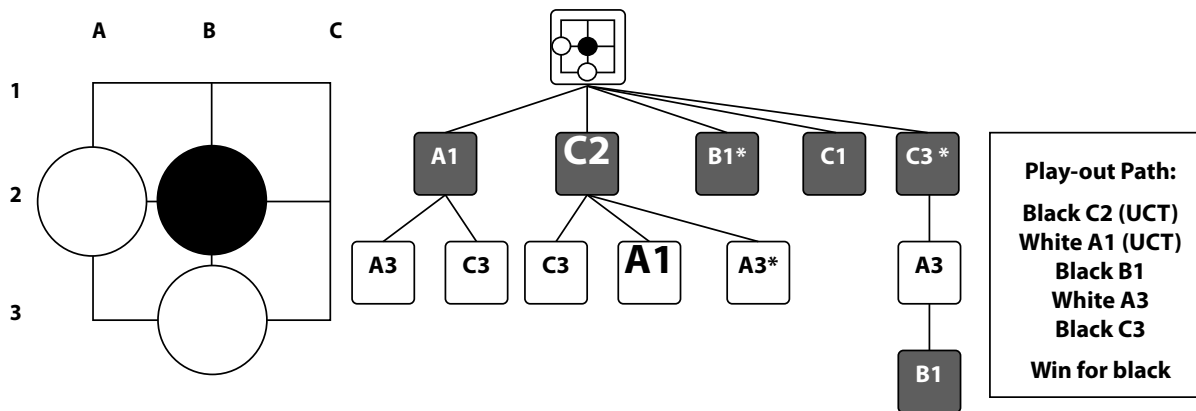 A B C
1
2
3
A1 C2 B1* C1 C3 *
A3 C3 C3 A1 A3* A3
B1
Play-out Path:
Black C2 (UCT)
White A1 (UCT)
Black B1
White A3
Black C3
Win for black